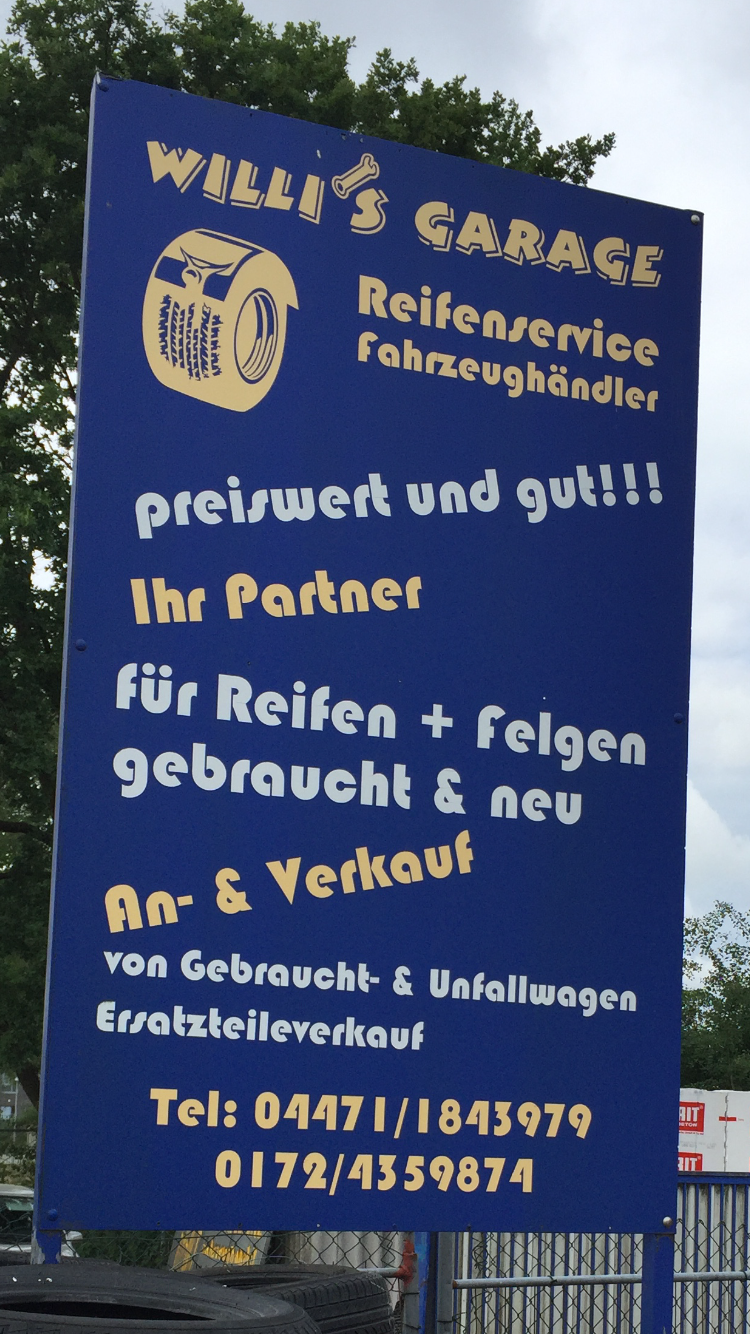 WILLI'S GARAGE
Reifenservice
Fahrzeughändler
preiswert und gut!!!
Ihr Partner
für Reifen + Felgen
gebraucht & neu
An- & Verkauf
von Gebraucht- & Unfallwagen
Ersatzteileverkauf
Tel: 04471/1843979
0172/4359874